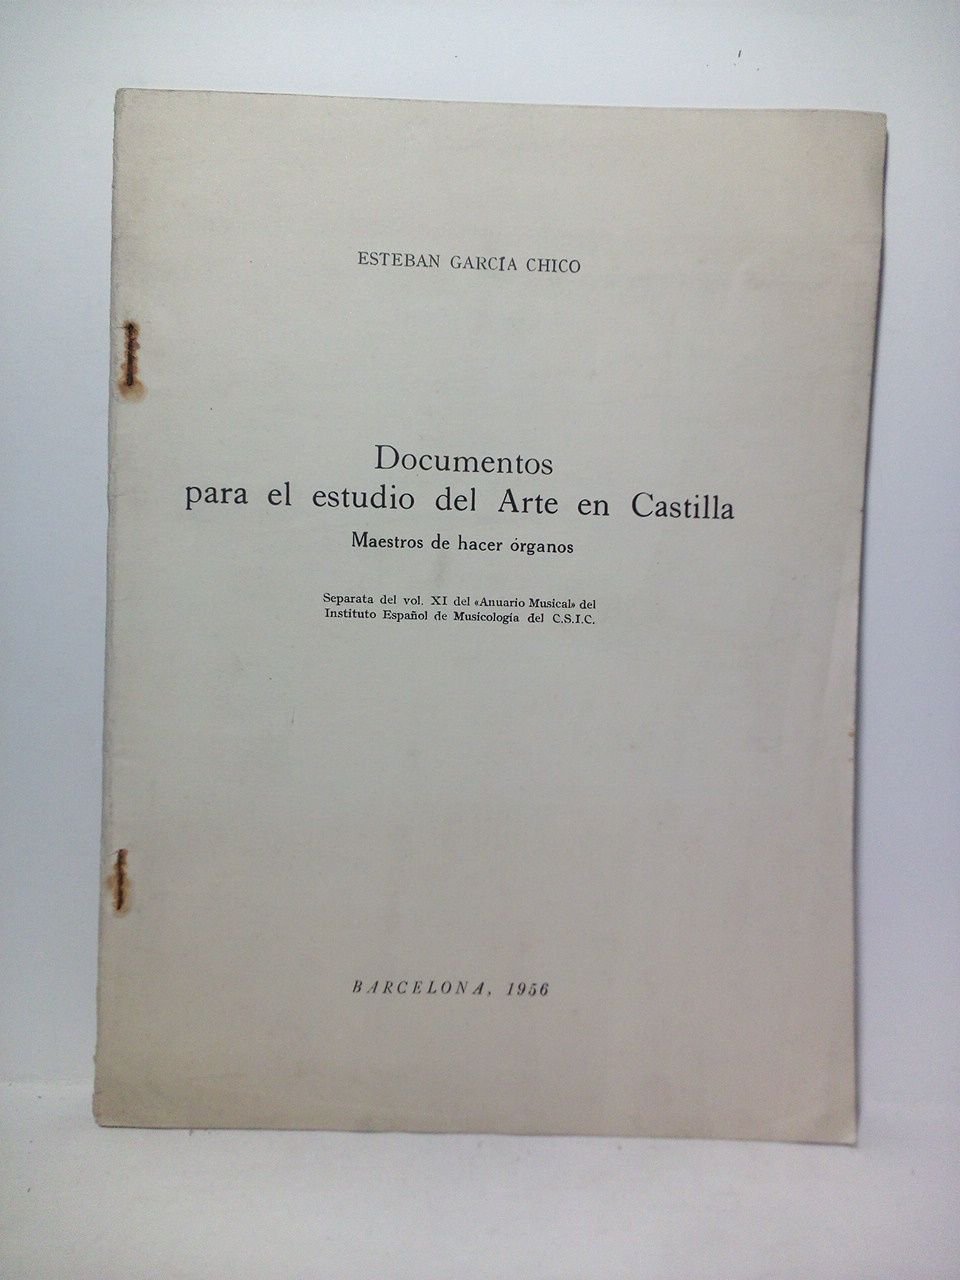 ESTEBAN GARCÍA CHICO
Documentos
para el estudio del Arte en Castilla
Maestros de hacer órganos
Separata del vol. XI del «Anuario Musical» del
Instituto Español de Musicología del C.S.I.C.
BARCELONA, 1956